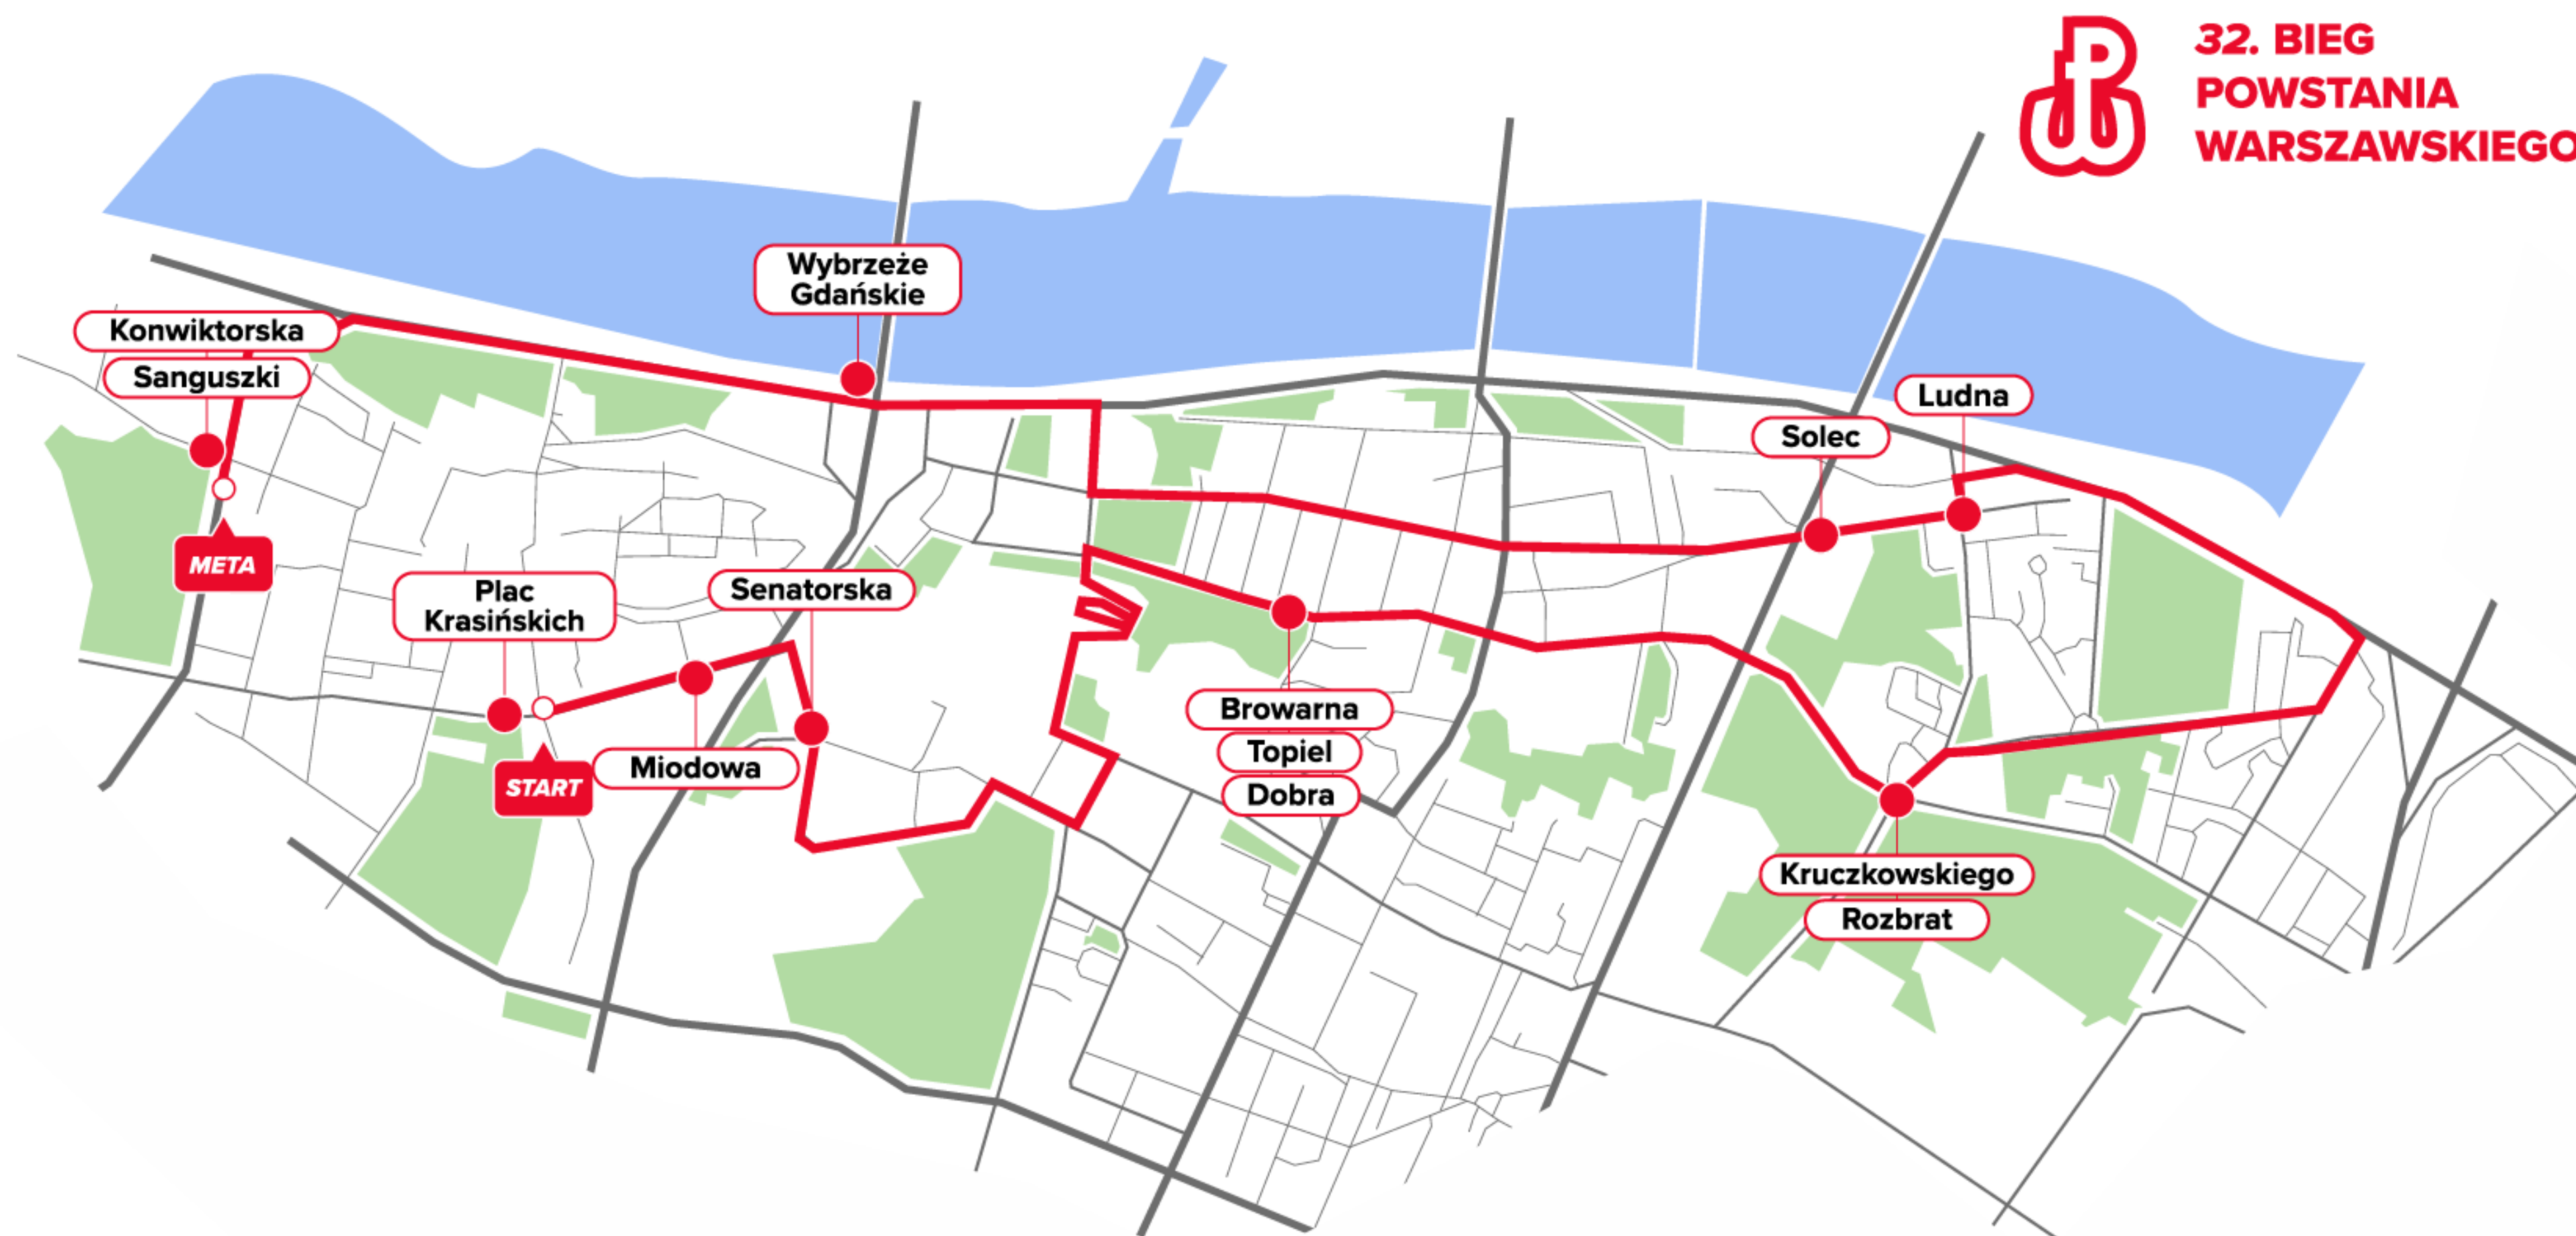 32. BIEG
POWSTANIA
WARSZAWSKIEGO
Wybrzeże
Gdańskie
Konwiktorska
Sanguszki
META
Ludna
Solec
Plac
Krasińskich
START
Senatorska
Miodowa
Browarna
Topiel
Dobra
Kruczkowskiego
Rozbrat